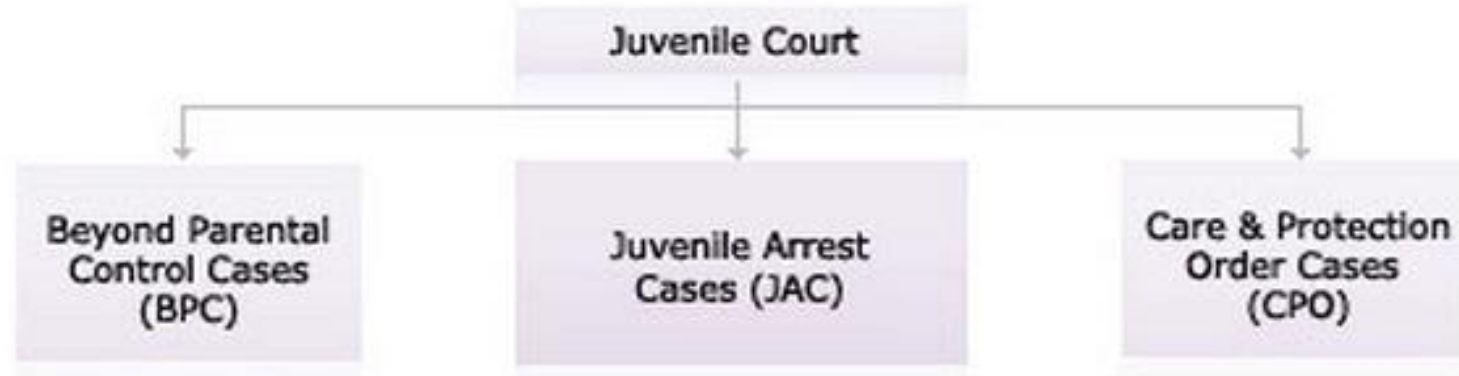 Juvenile Court
Beyond Parental
Control Cases
(BPC)
Juvenile Arrest
Cases (JAC)
Care & Protection
Order Cases
(CPO)